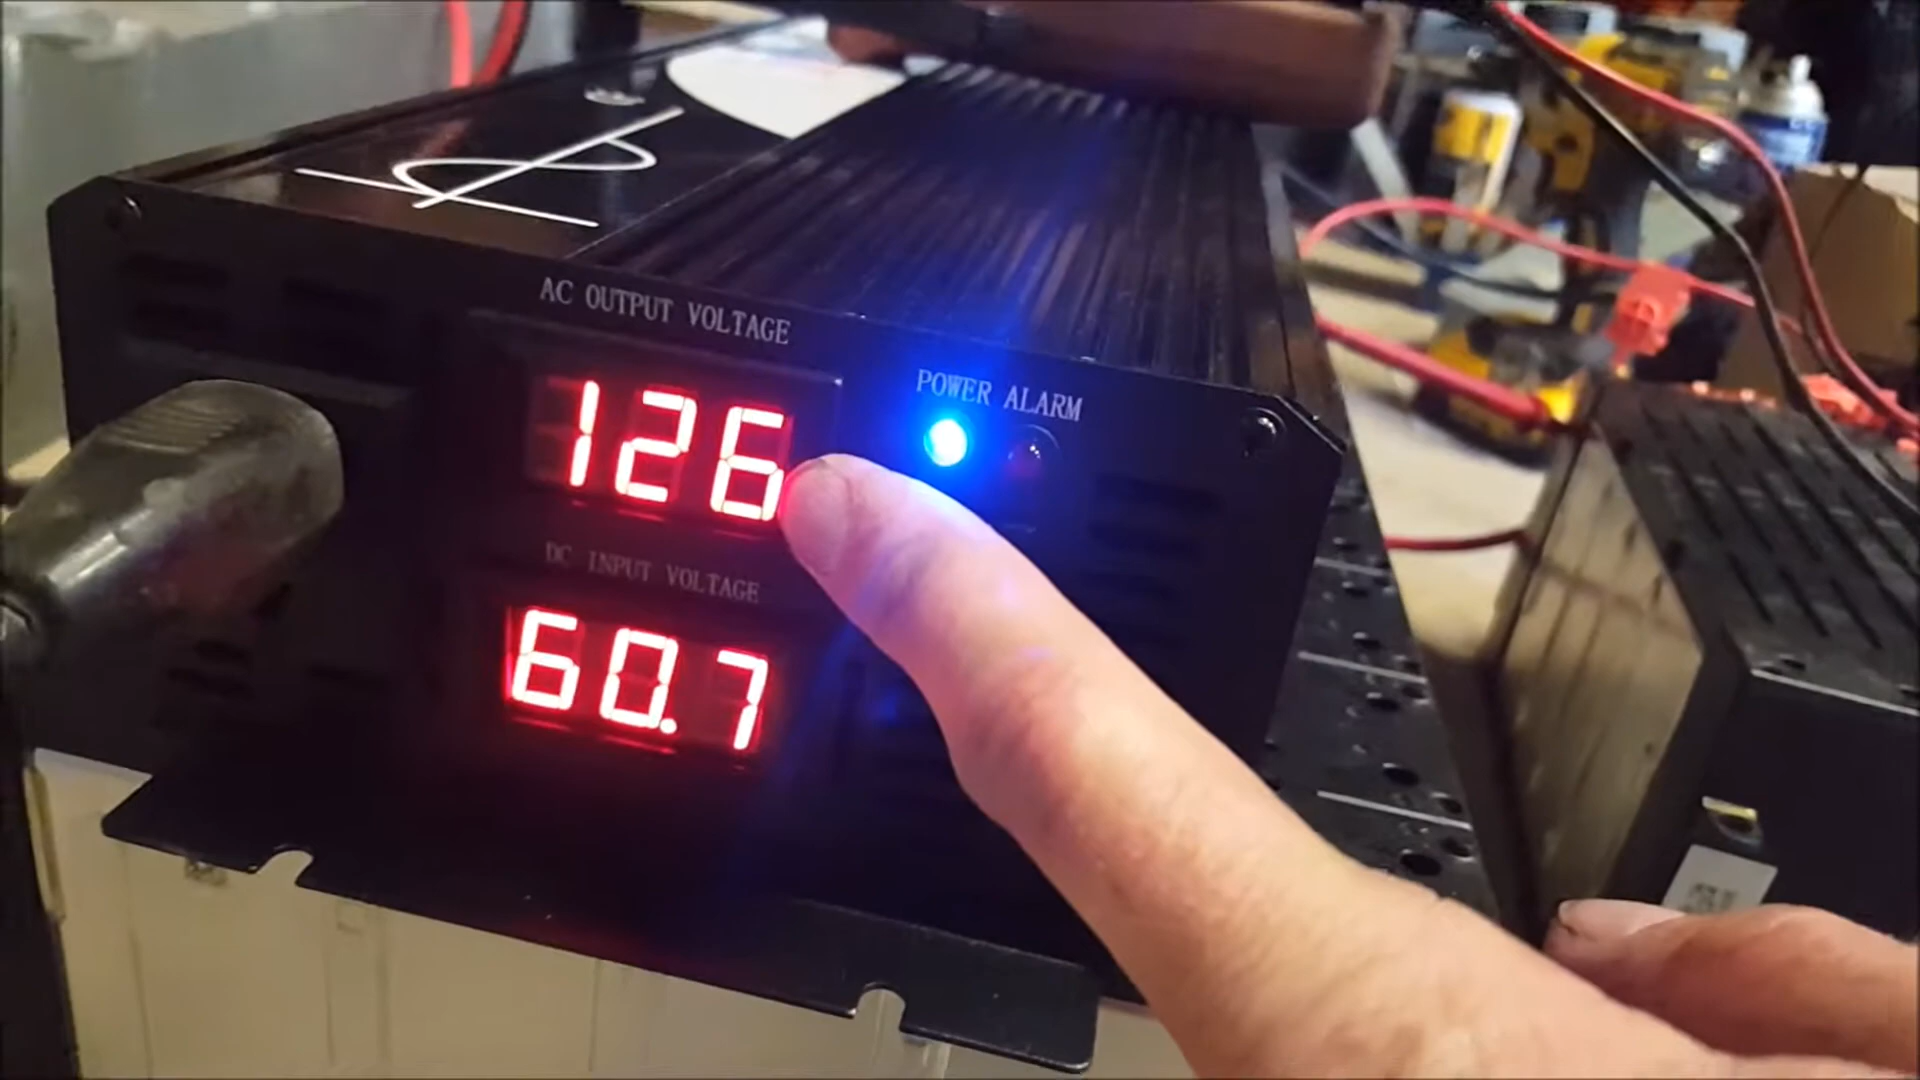 AC OUTPUT VOLTAGE
126
POWER ALARM
DC INPUT VOLTAGE
60.7